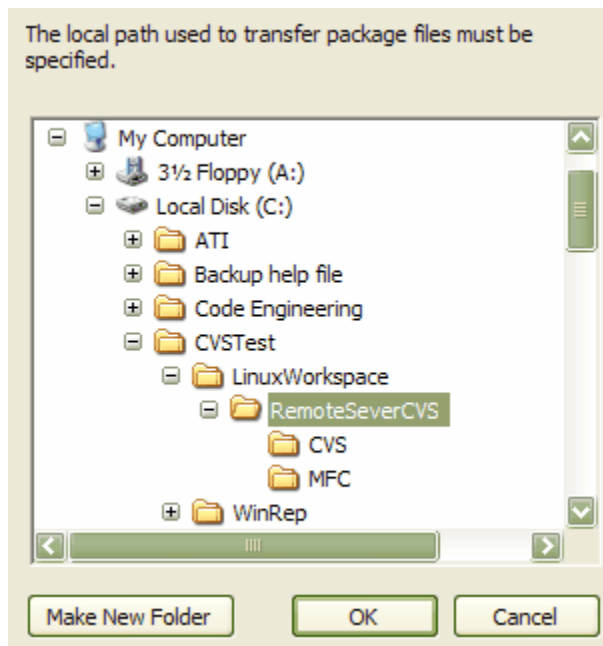 The local path used to transfer package files must be
specified.
My Computer
3½ Floppy (A:)
Local Disk (C:)
ATI
Backup help file
Code Engineering
CVSTest
LinuxWorkspace
RemoteSeverCVS
CVS
MFC
WinRep
Make New Folder OK Cancel